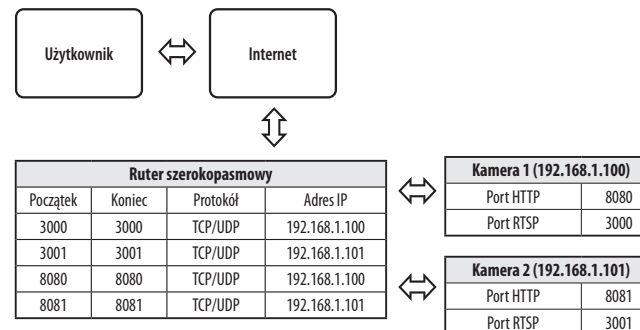 Użytkownik
Internet
Ruter szerokopasmowy
Początek Koniec Protokół Adres IP
3000 3000 TCP/UDP 192.168.1.100
3001 3001 TCP/UDP 192.168.1.101
8080 8080 TCP/UDP 192.168.1.100
8081 8081 TCP/UDP 192.168.1.101
Kamera 1 (192.168.1.100)
Port HTTP 8080
Port RTSP 3000
Kamera 2 (192.168.1.101)
Port HTTP 8081
Port RTSP 3001